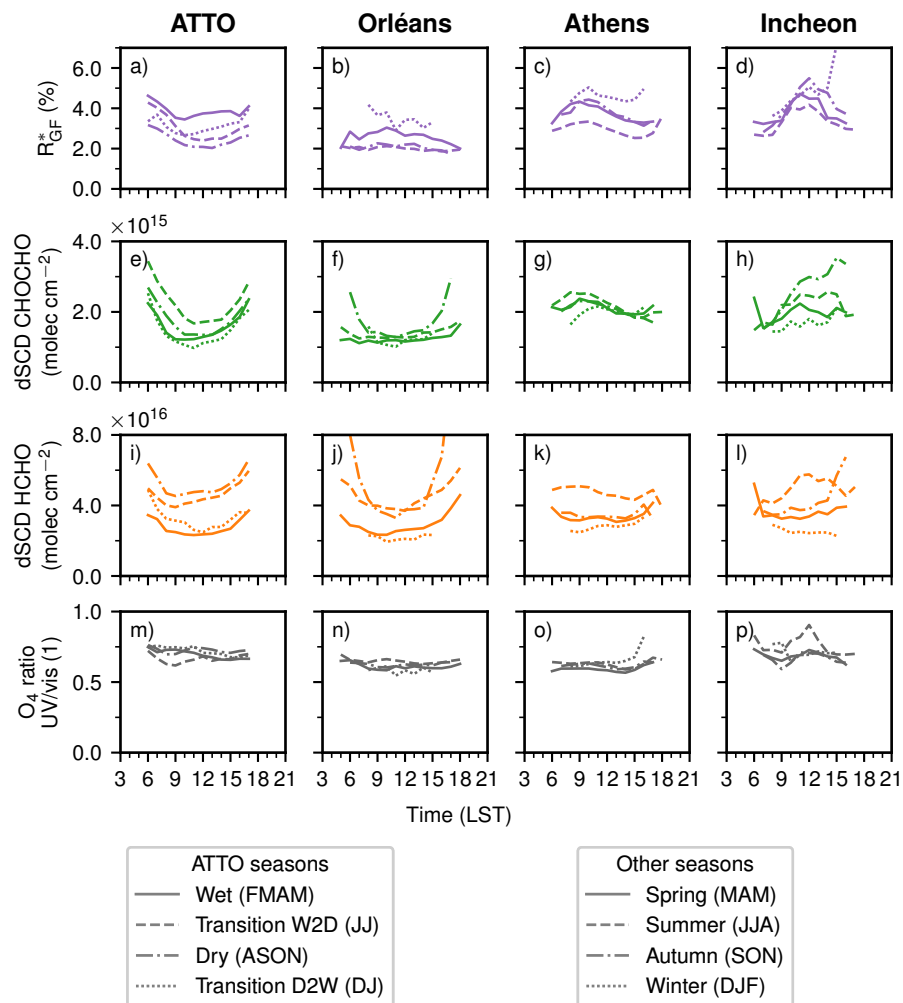 ATTO Orléans Athens Incheon
a) b) c) d)
6.0
4.0
2.0
0.0
R*GF (%)
×10^15
e) f) g) h)
4.0
2.0
0.0
dSCD CHOCHO
(molec cm−2)
×10^16
i) j) k) l)
8.0
4.0
0.0
dSCD HCHO
(molec cm−2)
m) n) o) p)
1.0
0.5
0.0
O4 ratio
UV/vis (1)
3 6 9 12 15 18 21 3 6 9 12 15 18 21 3 6 9 12 15 18 21 3 6 9 12 15 18 21
Time (LST)
ATTO seasons
Wet (FMAM)
Transition W2D (JJ)
Dry (ASON)
Transition D2W (DJ)
Other seasons
Spring (MAM)
Summer (JJA)
Autumn (SON)
Winter (DJF)